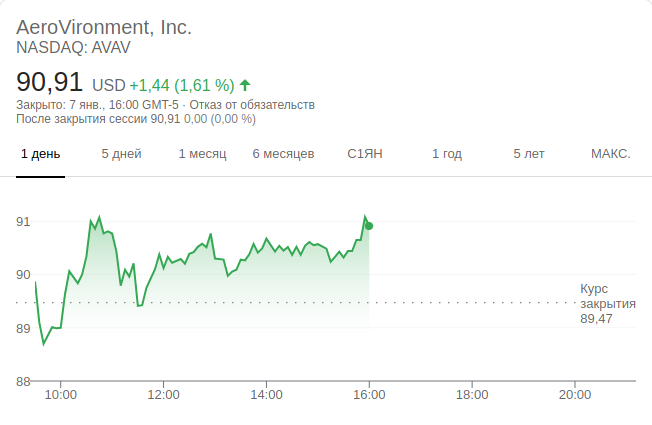 AeroVironment, Inc.
NASDAQ: AVAV
90,91 USD +1,44 (1,61 %)
Закрыто: 7 янв., 16:00 GMT-5 · Отказ от обязательств
После закрытия сессии 90,91 0,00 (0,00 %)
1 день 5 дней 1 месяц 6 месяцев С1ЯН 1 год 5 лет МАКС.
91
90
Курс
закрытия
89,47
89
88
10:00 12:00 14:00 16:00 18:00 20:00